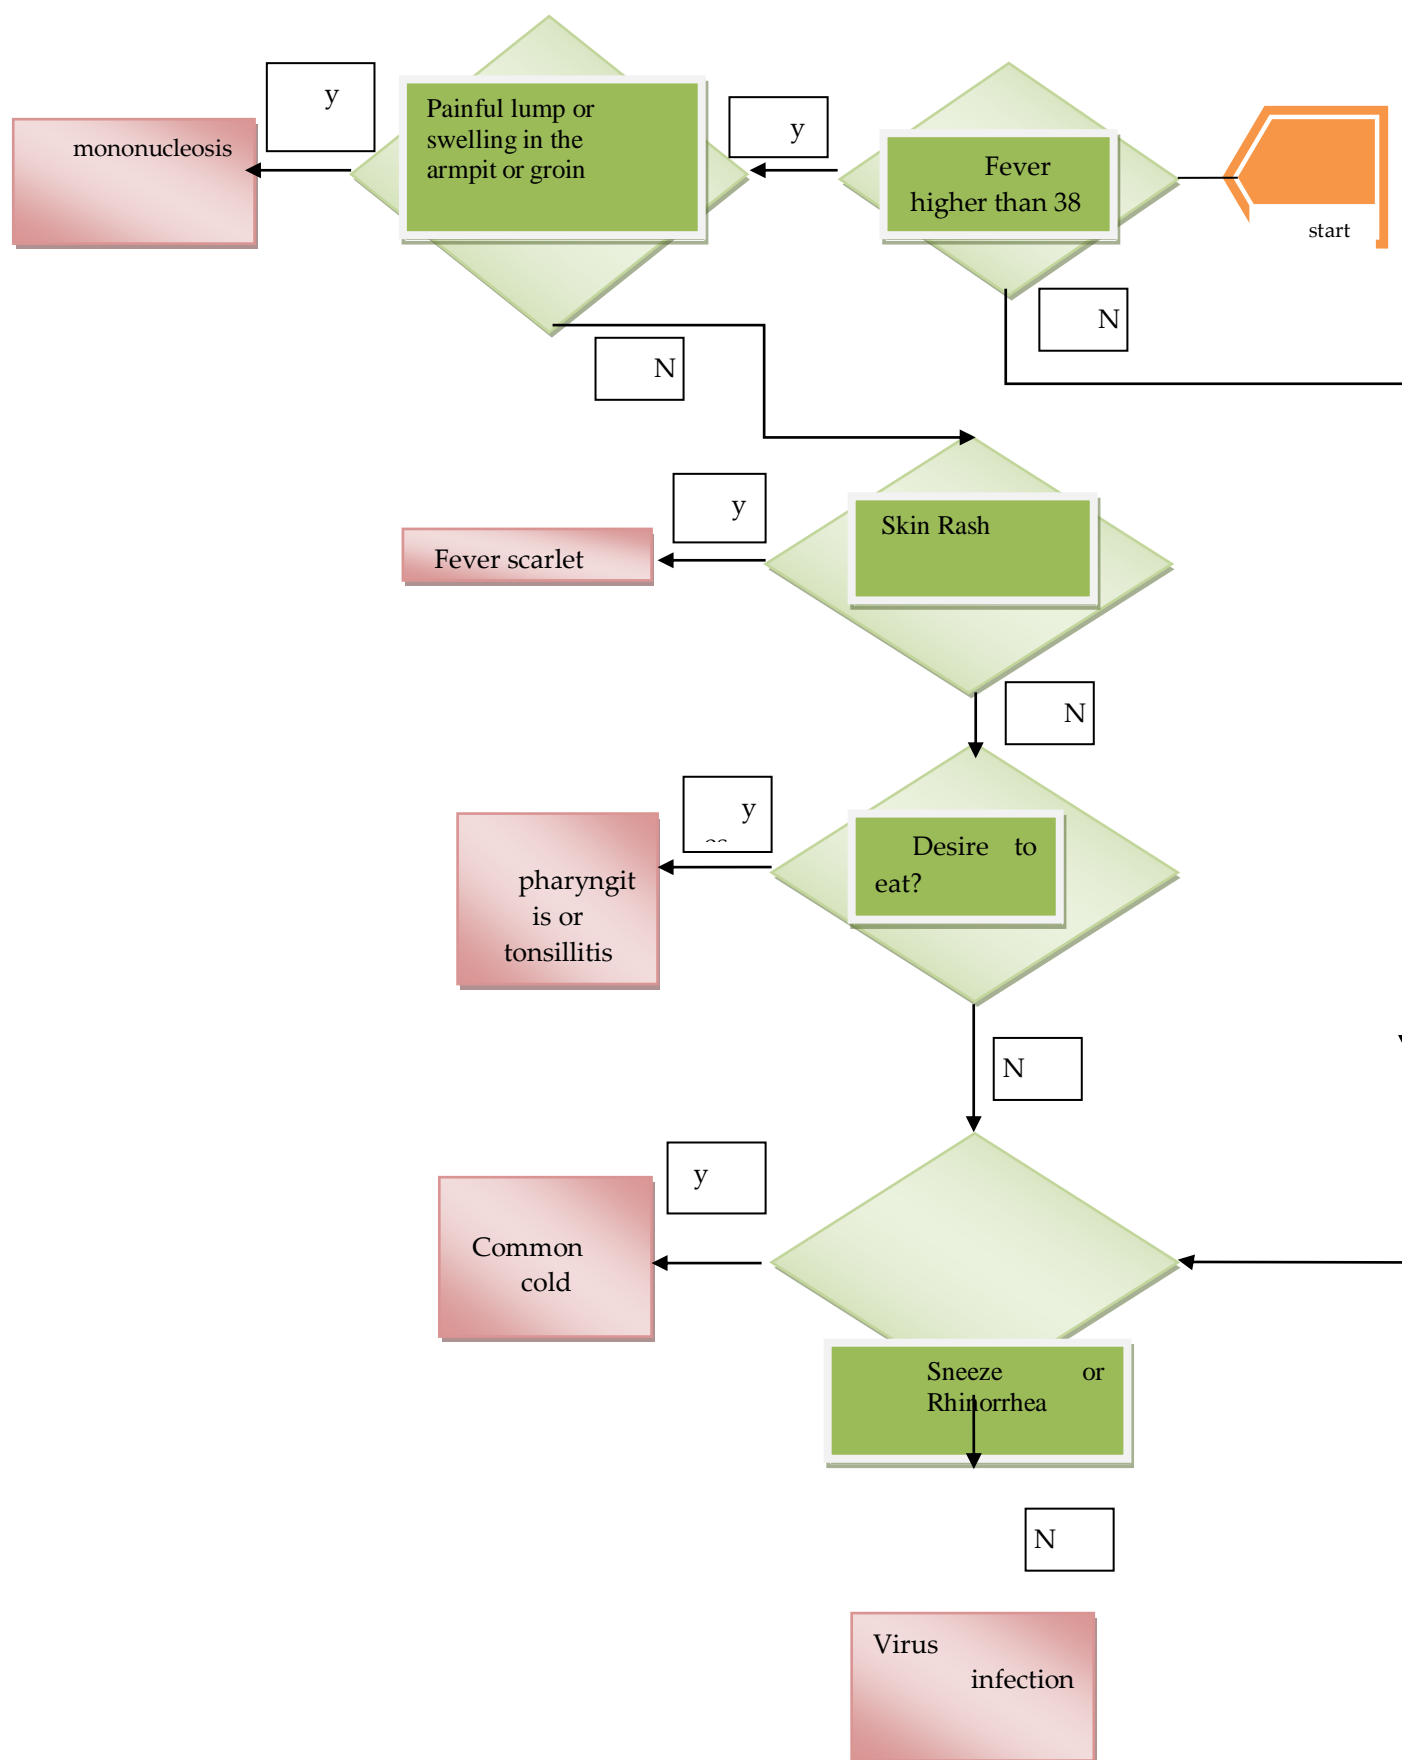 y
Painful lump or
swelling in the
armpit or groin
y
mononucleosis
Fever
higher than 38
start
N
N
y
Skin Rash
Fever scarlet
N
y
Desire to
eat?
pharyngit
is or
tonsillitis
N
y
Common
cold
Sneeze or
Rhinorrhea
N
Virus
infection